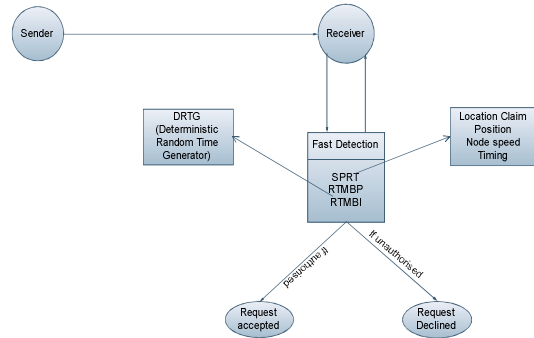 Sender
Receiver
DRTG
(Deterministic
Random Time
Generator)
Fast Detection
SPRT
RTMBP
RTMBI
Location Claim
Position
Node speed
Timing
If authorised
If unauthorised
Request
accepted
Request
Declined